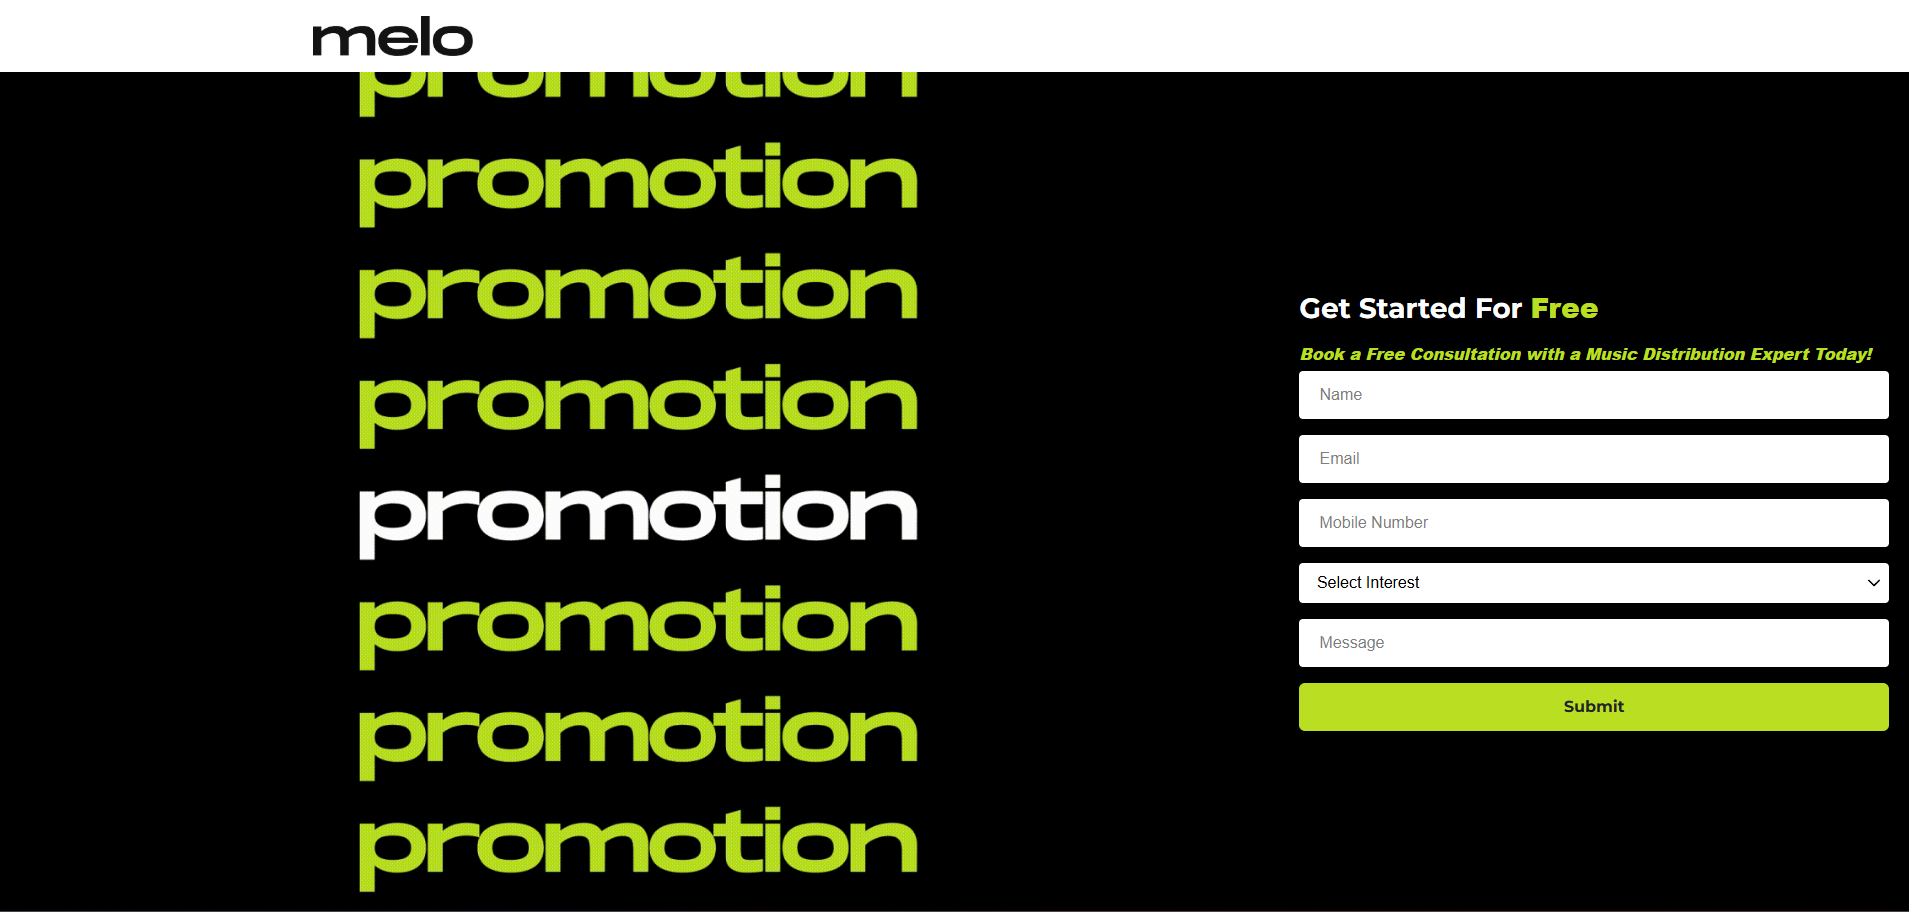 melo
promotion
promotion
promotion
promotion
promotion
promotion
promotion
promotion
Get Started For Free
Book a Free Consultation with a Music Distribution Expert Today!
Name
Email
Mobile Number
Select Interest
Message
Submit